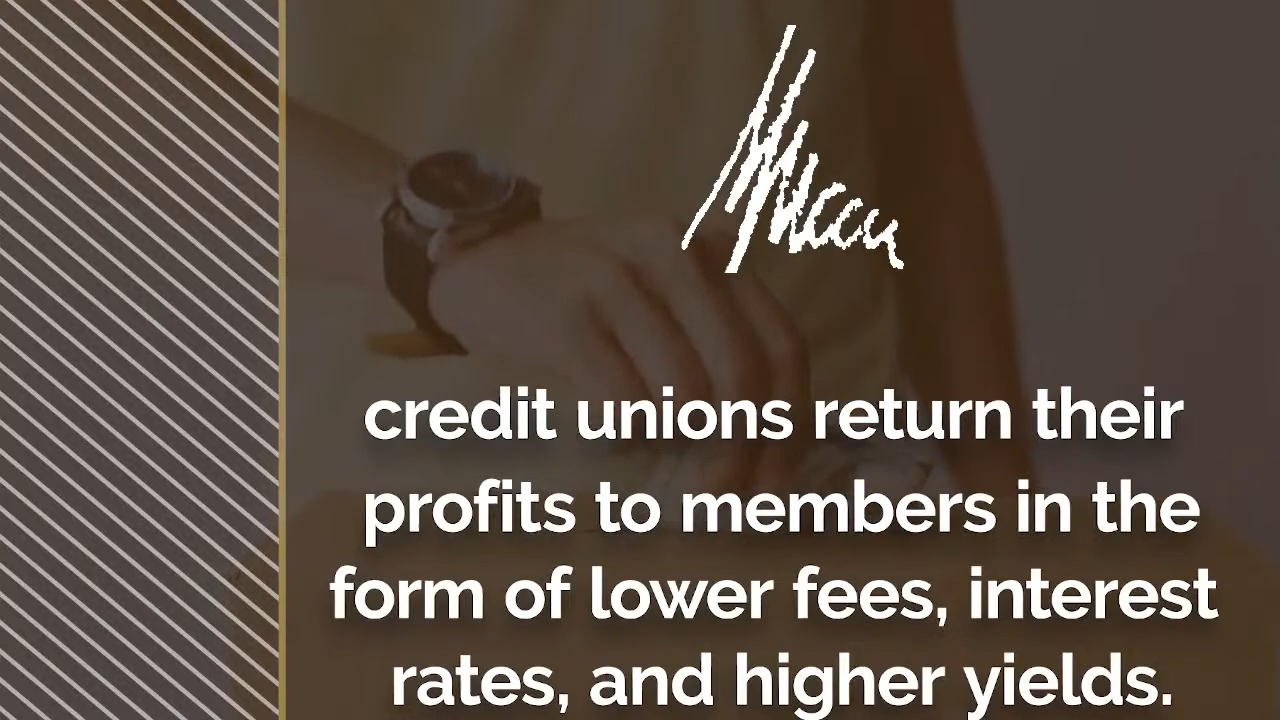 credit unions return their
profits to members in the
form of lower fees, interest
rates, and higher yields.